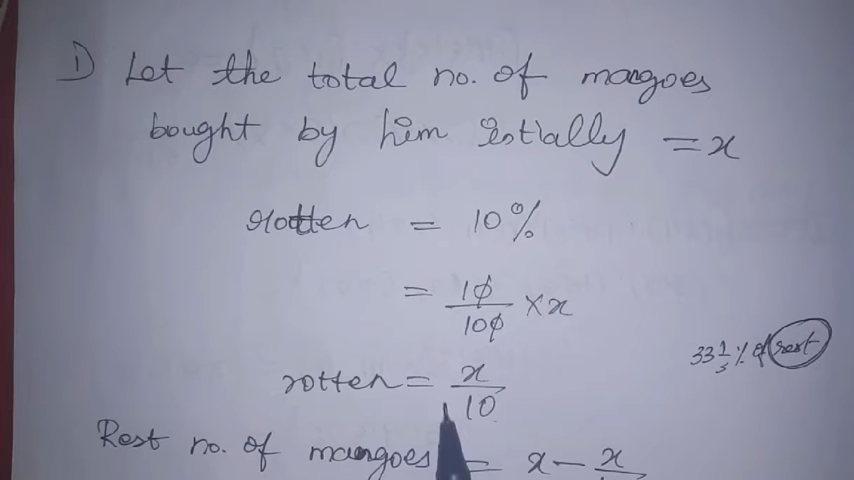 1) Let the total no. of mangoes
bought by him intially = x
rotten = 10%
= 10/100 × x
33 1/3 % of rest
rotten = x/10
Rest no. of mangoes = x - x/